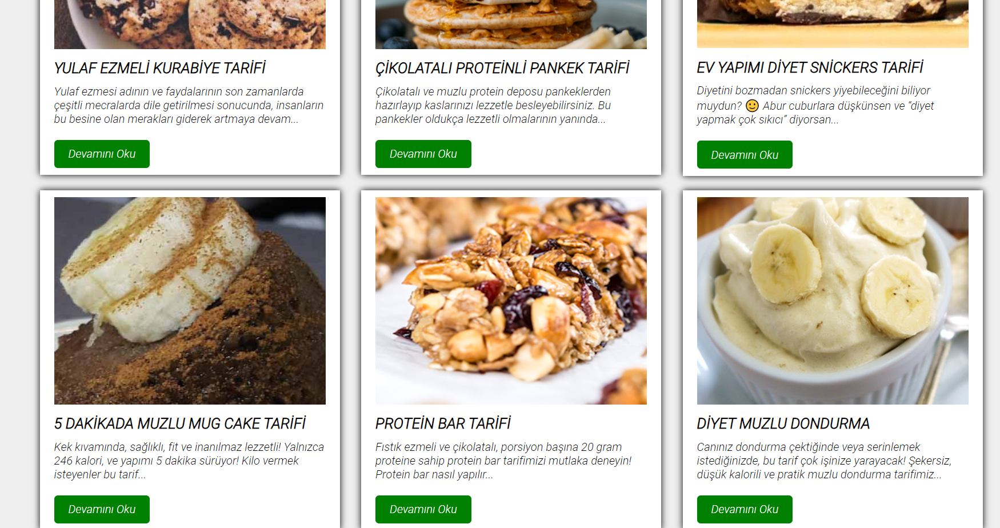 YULAF EZMELİ KURABİYE TARİFİ
Yulaf ezmesi adının ve faydalarının son zamanlarda
çeşitli mecralarda dile getirilmesi sonucunda, insanların
bu besine olan merakları giderek artmaya devam...
Devamını Oku
ÇİKOLATALI PROTEİNLİ PANKEK TARİFİ
Çikolatalı ve muzlu protein deposu pankeklerden
hazırlayıp kaslarınızı lezzetle besleyebilirsiniz. Bu
pankekler oldukça lezzetli olmalarının yanında...
Devamını Oku
EV YAPIMI DİYET SNİCKERS TARİFİ
Diyetini bozmadan snickers yiyebileceğini biliyor
muydun? 🙂 Abur cuburlara düşkünsen ve “diyet
yapmak çok sıkıcı” diyorsan...
Devamını Oku
5 DAKİKADA MUZLU MUG CAKE TARİFİ
Kek kıvamında, sağlıklı, fit ve inanılmaz lezzetli! Yalnızca
246 kalori, ve yapımı 5 dakika sürüyor! Kilo vermek
isteyenler bu tarif...
Devamını Oku
PROTEİN BAR TARİFİ
Fıstık ezmeli ve çikolatalı, porsiyon başına 20 gram
proteine sahip protein bar tarifimizi mutlaka deneyin!
Protein bar nasıl yapılır...
Devamını Oku
DİYET MUZLU DONDURMA
Canınız dondurma çektiğinde veya serinlemek
istediğinizde, bu tarif çok işinize yarayacak! Şekersiz,
düşük kalorili ve pratik muzlu dondurma tarifimiz...
Devamını Oku